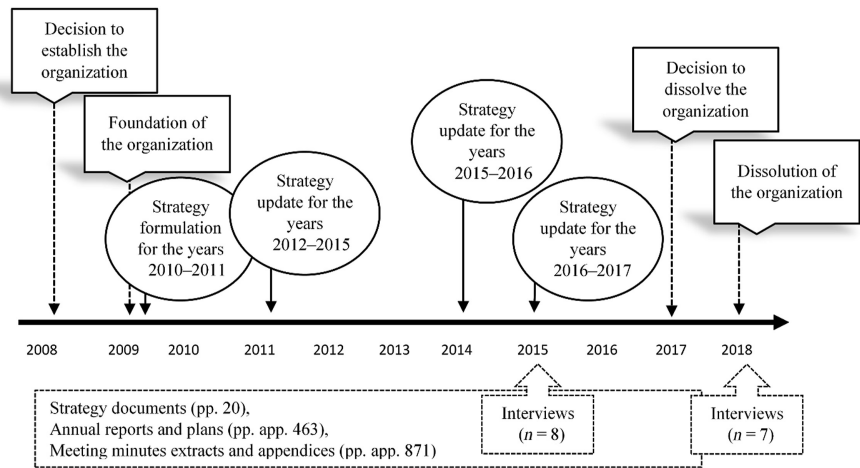 Decision to
establish the
organization
Foundation of
the organization
Strategy
formulation
for the years
2010–2011
Strategy
update for the
years
2012–2015
Strategy
update for the
years
2015–2016
Strategy
update for the
years
2016–2017
Decision to
dissolve the
organization
Dissolution of
the organization
2008 2009 2010 2011 2012 2013 2014 2015 2016 2017 2018
Strategy documents (pp. 20),
Annual reports and plans (pp. app. 463),
Meeting minutes extracts and appendices (pp. app. 871)
Interviews
(n = 8)
Interviews
(n = 7)